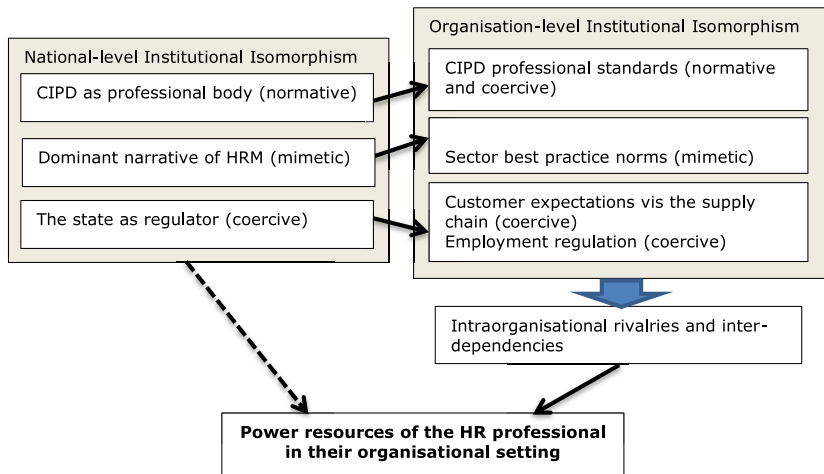 National-level Institutional Isomorphism
CIPD as professional body (normative)
Dominant narrative of HRM (mimetic)
The state as regulator (coercive)
Organisation-level Institutional Isomorphism
CIPD professional standards (normative
and coercive)
Sector best practice norms (mimetic)
Customer expectations vis the supply
chain (coercive)
Employment regulation (coercive)
Intraorganisational rivalries and inter-
dependencies
Power resources of the HR professional
in their organisational setting